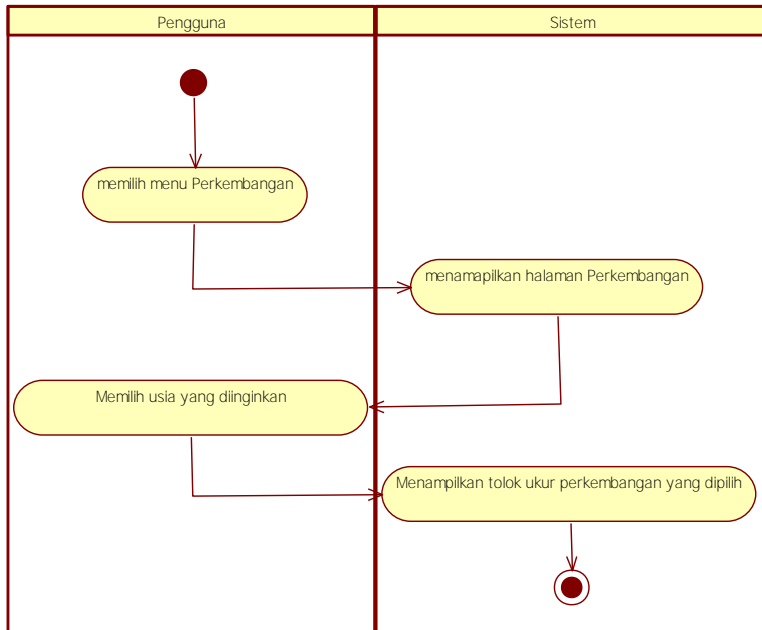 Pengguna
Sistem
memilih menu Perkembangan
menamapilkan halaman Perkembangan
Memilih usia yang diinginkan
Menampilkan tolok ukur perkembangan yang dipilih